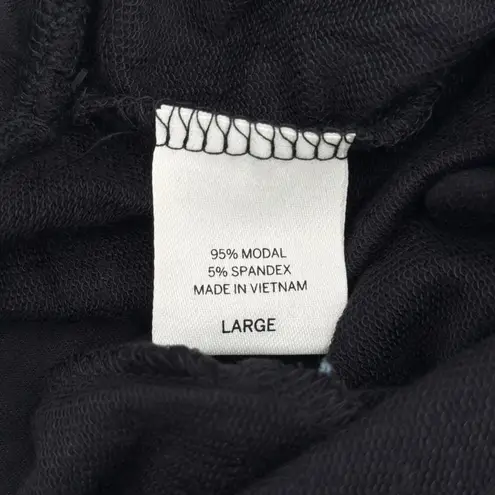 95% MODAL
5% SPANDEX
MADE IN VIETNAM
LARGE